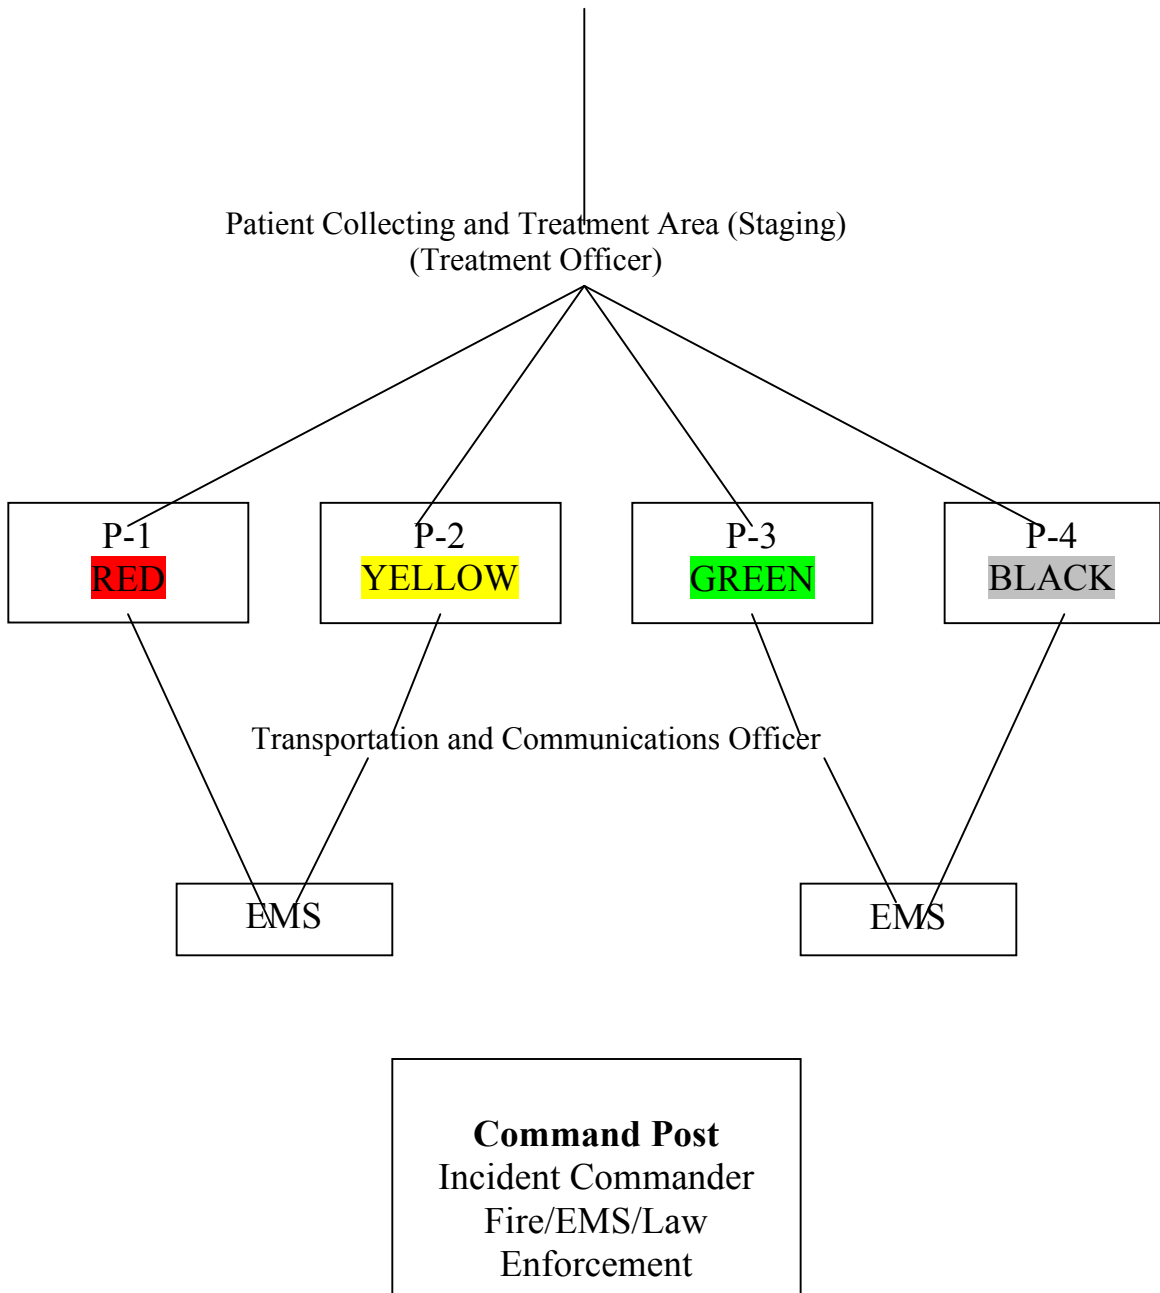 Patient Collecting and Treatment Area (Staging)
(Treatment Officer)
P-1
RED
P-2
YELLOW
P-3
GREEN
P-4
BLACK
Transportation and Communications Officer
EMS
EMS
Command Post
Incident Commander
Fire/EMS/Law
Enforcement